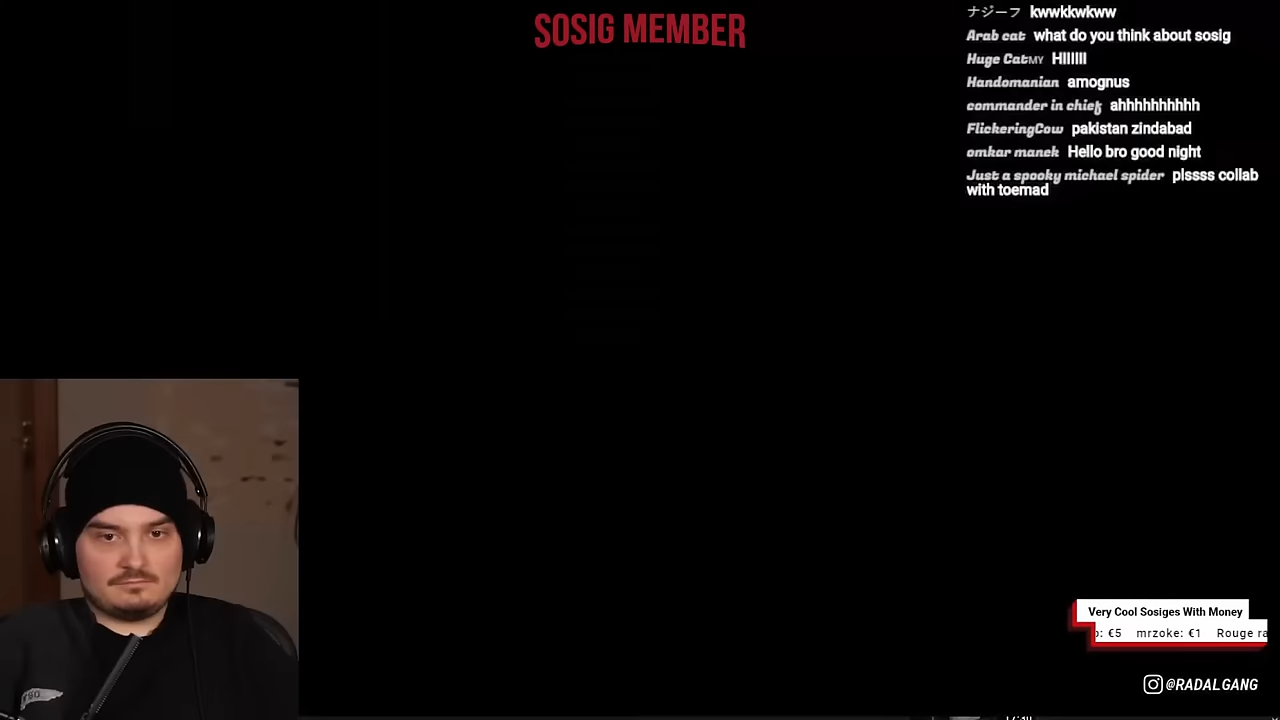 SOSIG MEMBER
ナジーフ kwwkkwkww
Arab cat what do you think about sosig
Huge CatMY HIIIIII
Handomanian amognus
commander in chief ahhhhhhhhhh
FlickeringCow pakistan zindabad
omkar manek Hello bro good night
Just a spooky michael spider plssss collab
with toemad
Very Cool Sosiges With Money
: €5 mrzoke: €1 Rouge ra
@RADALGANG